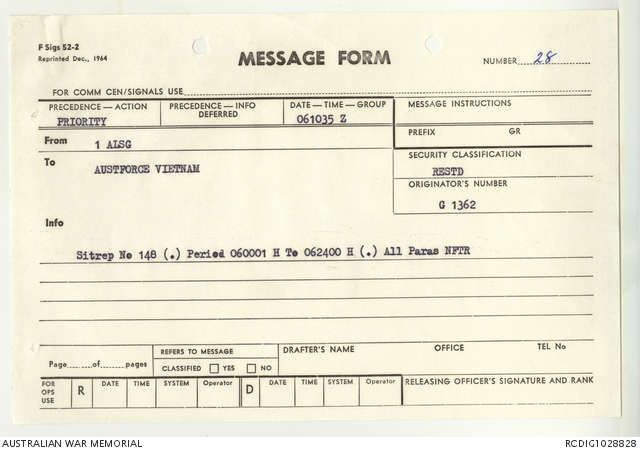 F Sigs 52-2
Reprinted Dec., 1964
MESSAGE FORM
NUMBER 28
FOR COMM CEN/SIGNALS USE
PRECEDENCE — ACTION
PRIORITY
PRECEDENCE — INFO
DEFERRED
DATE – TIME – GROUP
061035 Z
MESSAGE INSTRUCTIONS
PREFIX GR
From 1 ALSG
To AUSTFORCE VIETNAM
SECURITY CLASSIFICATION
RESTD
ORIGINATOR'S NUMBER
G 1362
Info
Sitrep No 148 (.) Period 060001 H To 062400 H (.) All Paras NFTR
Page of pages
REFERS TO MESSAGE
CLASSIFIED YES NO
DRAFTER'S NAME OFFICE TEL No
FOR OPS USE
R DATE TIME SYSTEM Operator D DATE TIME SYSTEM Operator
RELEASING OFFICER'S SIGNATURE AND RANK
AUSTRALIAN WAR MEMORIAL RCDIG1028828